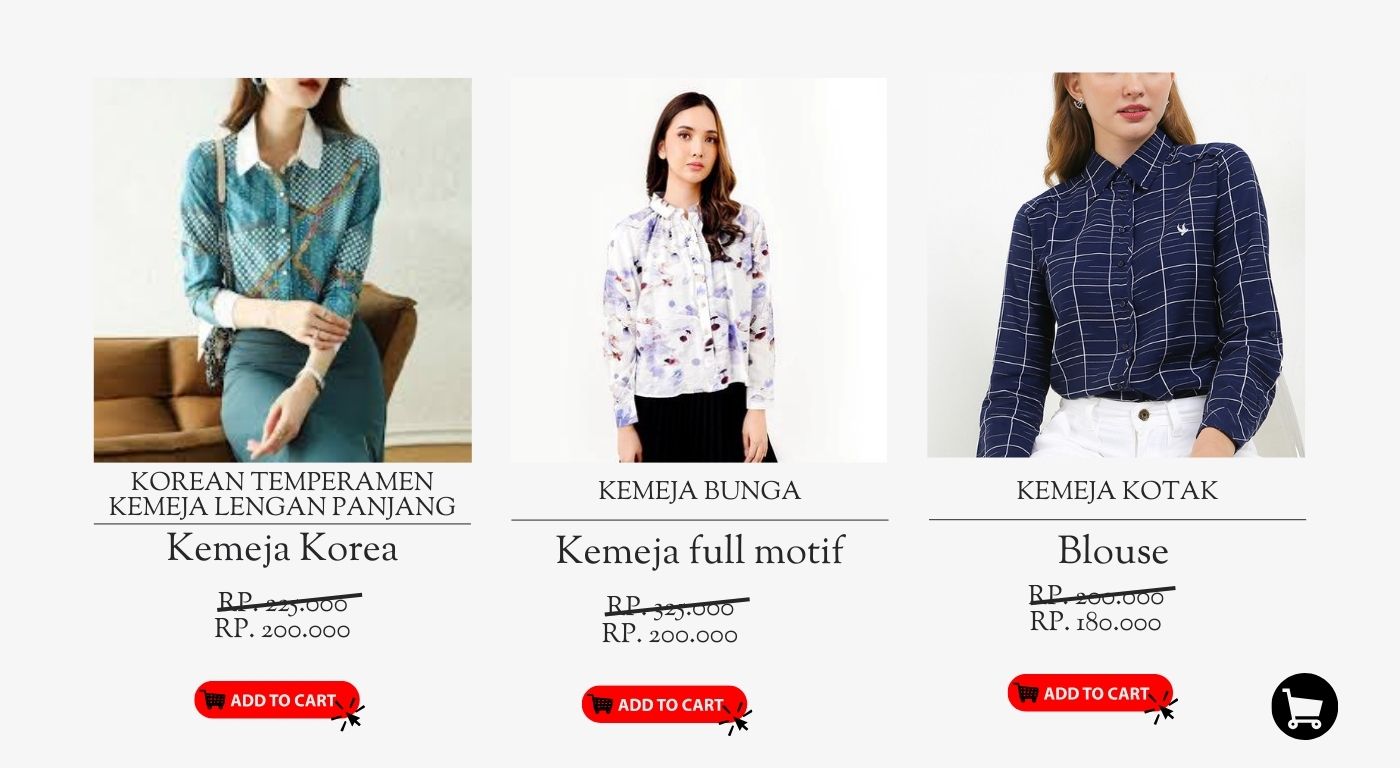 KOREAN TEMPERAMEN
KEMEJA LENGAN PANJANG
Kemeja Korea
RP. 225.000
RP. 200.000
ADD TO CART
KEMEJA BUNGA
Kemeja full motif
RP. 325.000
RP. 200.000
ADD TO CART
KEMEJA KOTAK
Blouse
RP. 200.000
RP. 180.000
ADD TO CART